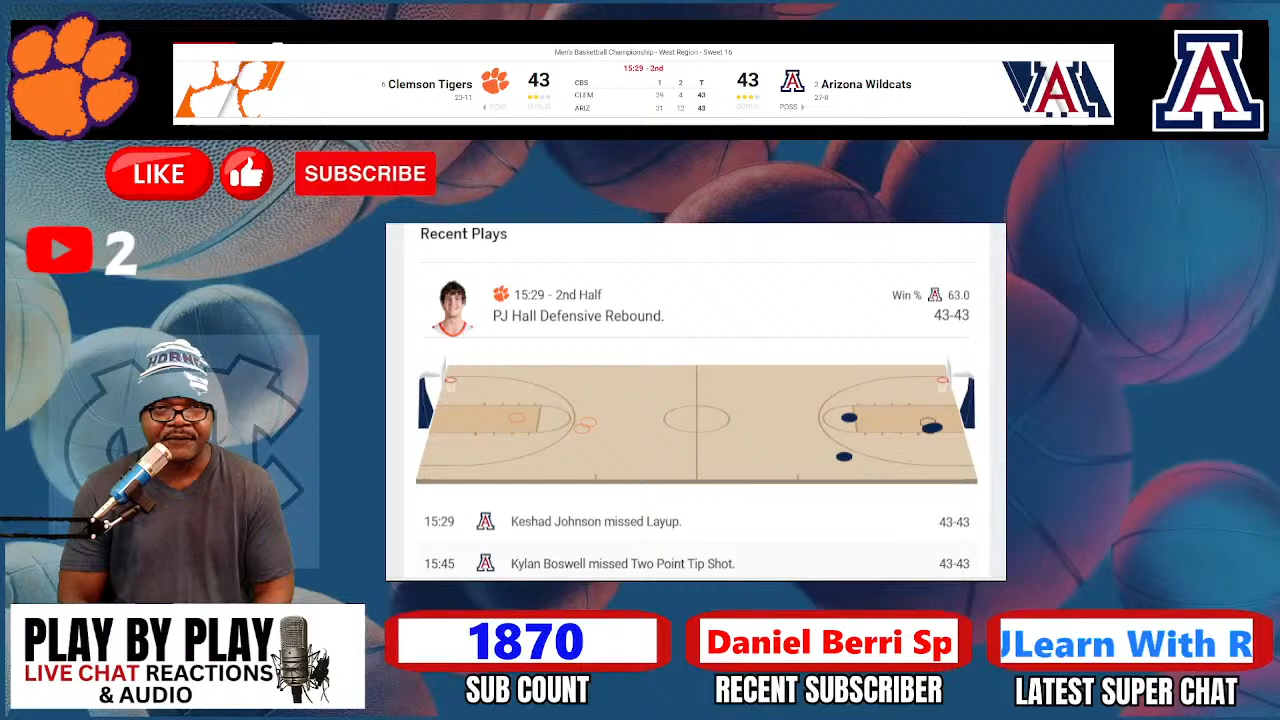 Men's Basketball Championship - West Region - Sweet 16
15:29 - 2nd
6 Clemson Tigers 43
23-11
POSS
BONUS
CBS 1 2 T
CLEM 39 4 43
ARIZ 31 12 43
43 2 Arizona Wildcats
27-8
BONUS
POSS
A
A
LIKE
SUBSCRIBE
2
Recent Plays
15:29 - 2nd Half
PJ Hall Defensive Rebound.
Win % A 63.0
43-43
15:29 A Keshad Johnson missed Layup. 43-43
15:45 A Kylan Boswell missed Two Point Tip Shot. 43-43
PLAY BY PLAY
LIVE CHAT REACTIONS
& AUDIO
1870
SUB COUNT
Daniel Berri Sp
RECENT SUBSCRIBER
JLearn With R
LATEST SUPER CHAT